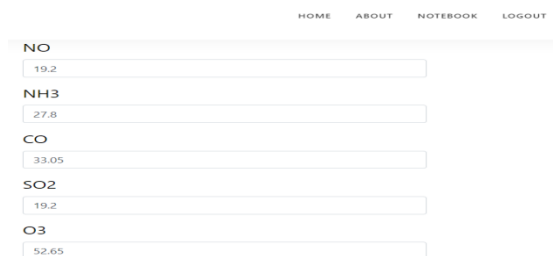 HOME ABOUT NOTEBOOK LOGOUT
NO
19.2
NH3
27.8
CO
33.05
SO2
19.2
O3
52.65